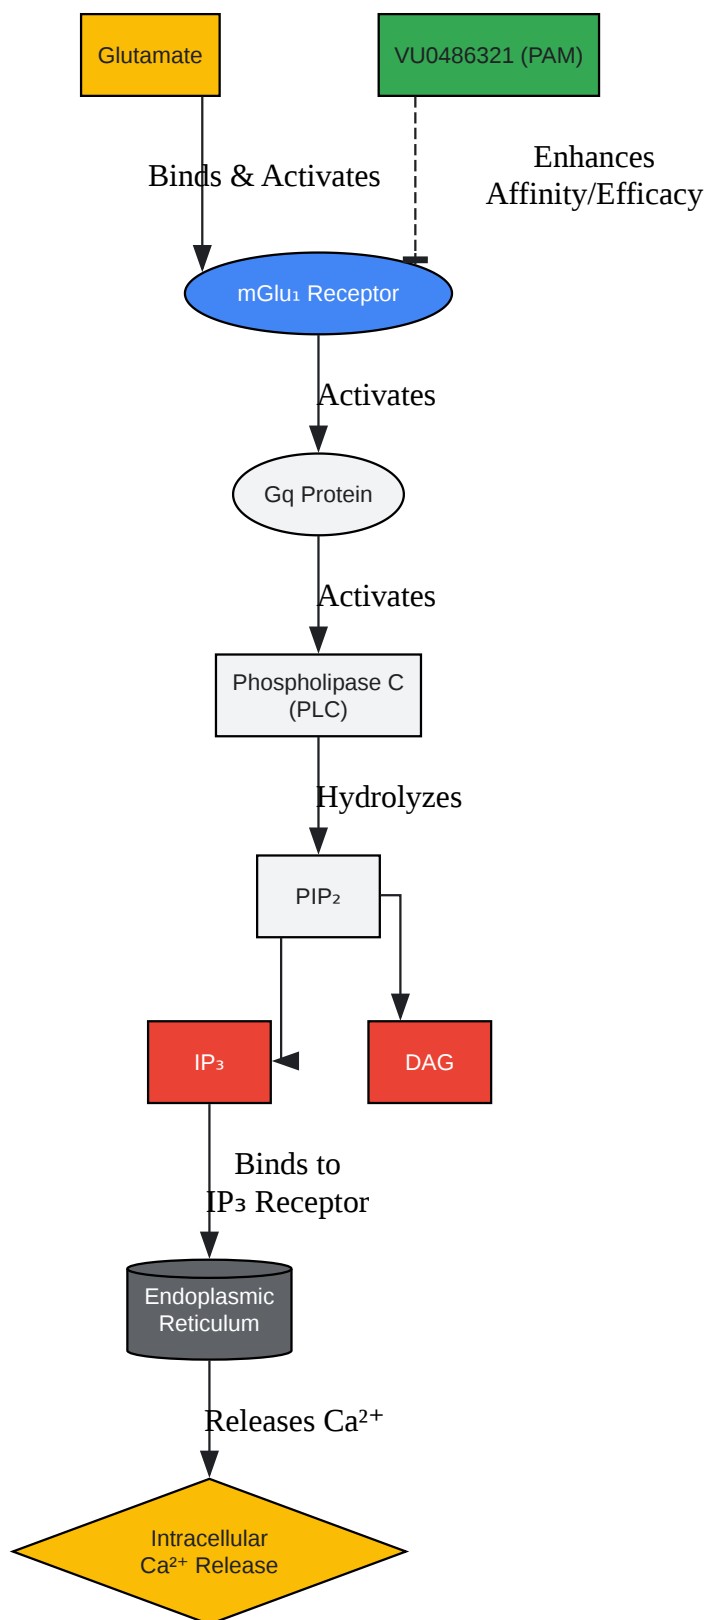 Glutamate
VU0486321 (PAM)
Binds & Activates
Enhances
Affinity/Efficacy
mGlu₁ Receptor
Activates
Gq Protein
Activates
Phospholipase C
(PLC)
Hydrolyzes
PIP₂
IP₃
DAG
Binds to
IP₃ Receptor
Endoplasmic
Reticulum
Releases Ca²⁺
Intracellular
Ca²⁺ Release